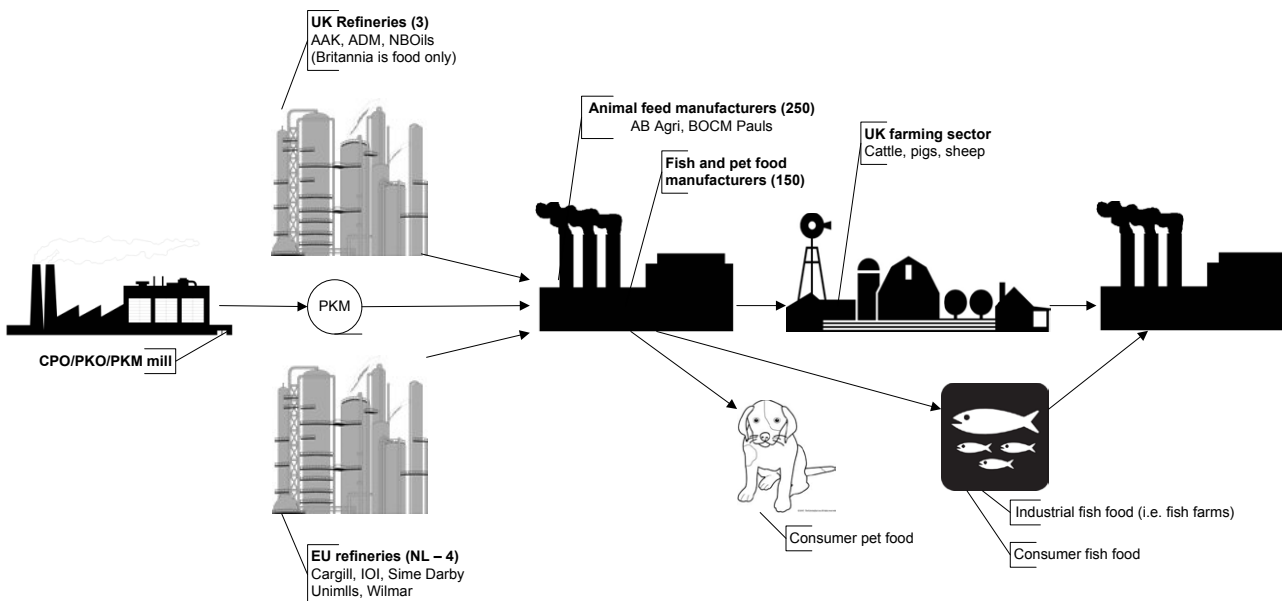 UK Refineries (3)
AAK, ADM, NBOils
(Britannia is food only)
Animal feed manufacturers (250)
AB Agri, BOCM Pauls
Fish and pet food
manufacturers (150)
UK farming sector
Cattle, pigs, sheep
PKM
CPO/PKO/PKM mill
EU refineries (NL – 4)
Cargill, IOI, Sime Darby
Unimlls, Wilmar
Consumer pet food
Industrial fish food (i.e. fish farms)
Consumer fish food